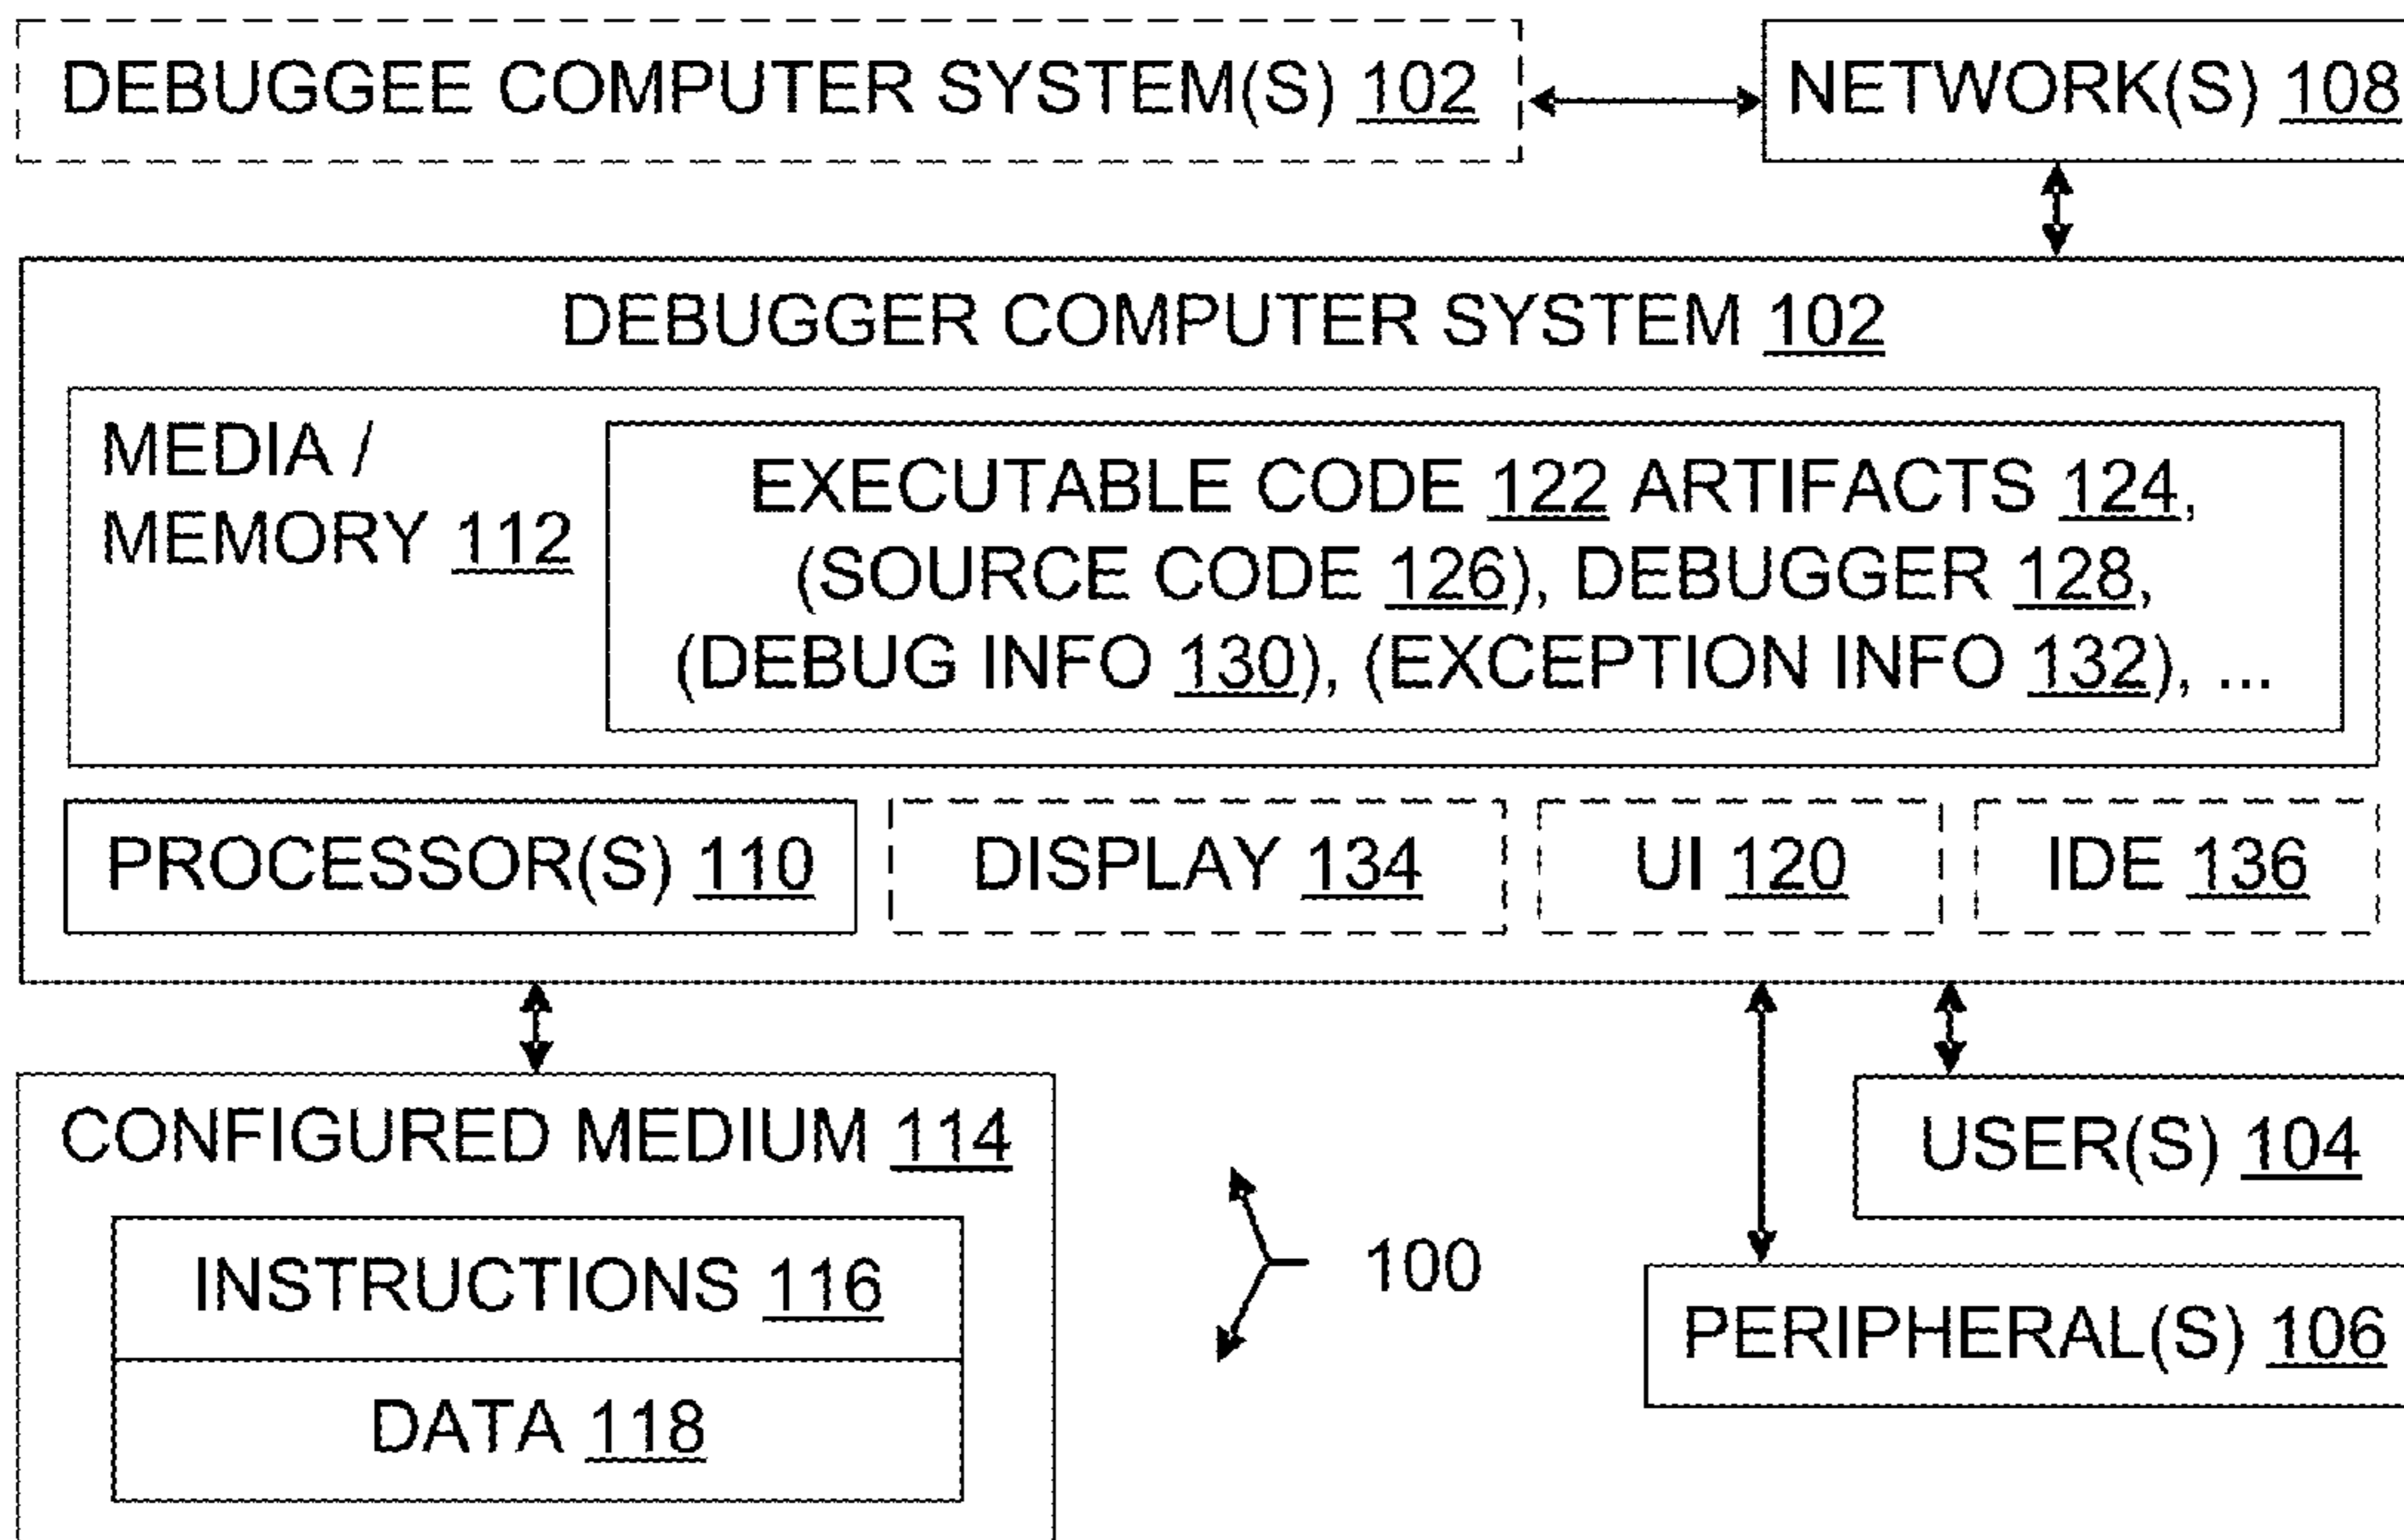 DEBUGGEE COMPUTER SYSTEM(S) 102
NETWORK(S) 108
DEBUGGER COMPUTER SYSTEM 102
MEDIA /
MEMORY 112
EXECUTABLE CODE 122 ARTIFACTS 124,
(SOURCE CODE 126), DEBUGGER 128,
(DEBUG INFO 130), (EXCEPTION INFO 132), ...
PROCESSOR(S) 110
DISPLAY 134
UI 120
IDE 136
CONFIGURED MEDIUM 114
INSTRUCTIONS 116
DATA 118
100
USER(S) 104
PERIPHERAL(S) 106